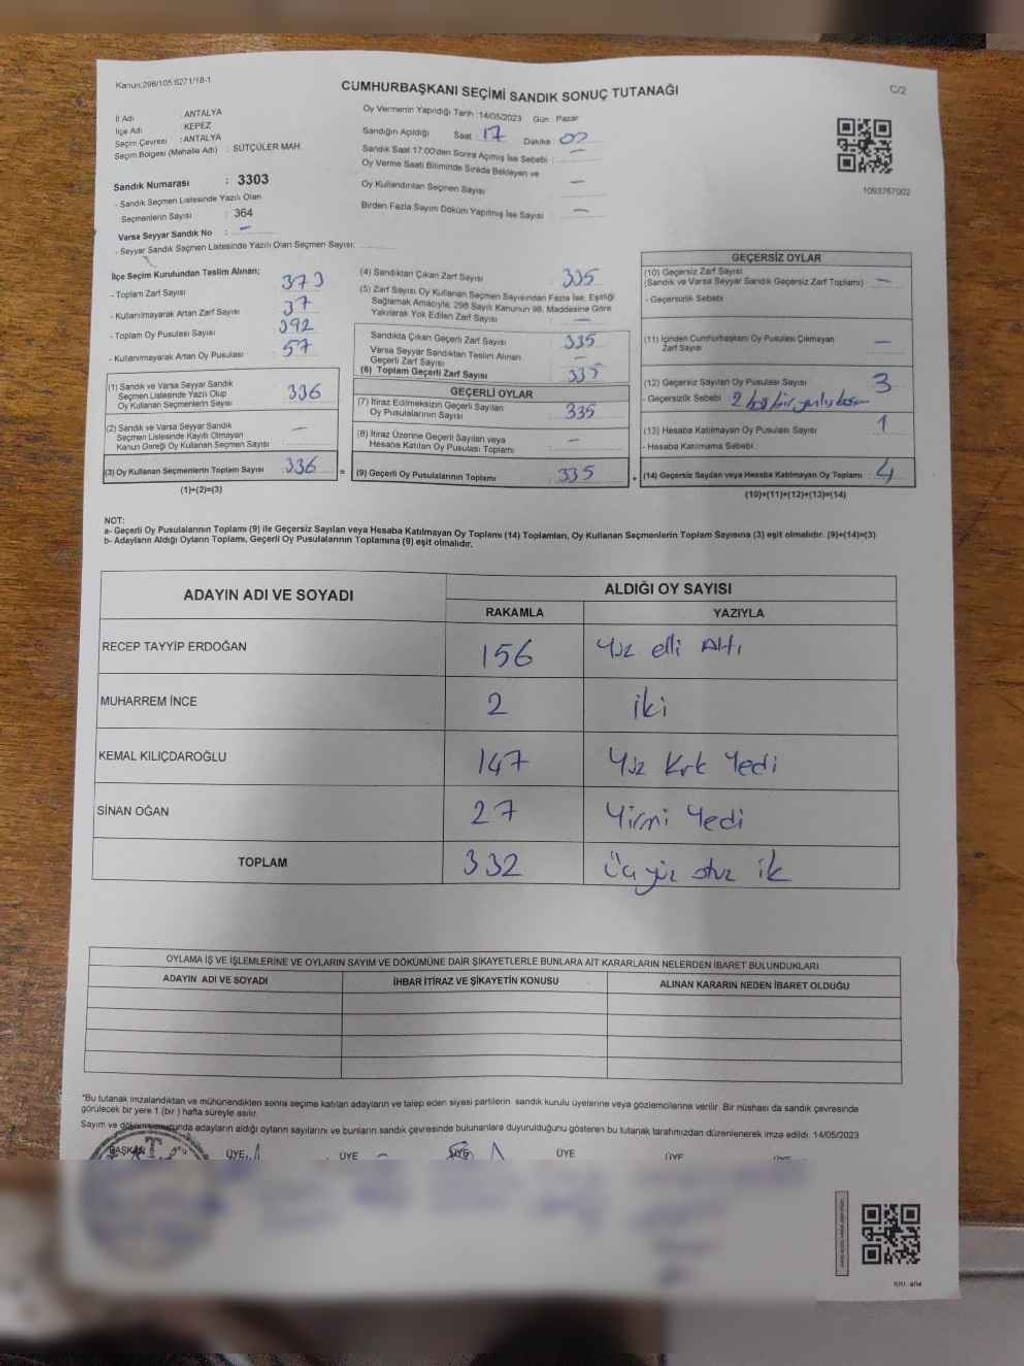 Kanun:298/105 6271/18-1
CUMHURBAŞKANI SEÇİMİ SANDIK SONUÇ TUTANAĞI
C/2
İl Adı : ANTALYA
İlçe Adı : KEPEZ
Seçim Çevresi : ANTALYA
Seçim Bölgesi (Mahalle Adı) : SÜTÇÜLER MAH.
Oy Vermenin Yapıldığı Tarih :14/05/2023 Gün : Pazar
Sandığın Açıldığı Saat 17 Dakika 02
Sandık Saat 17:00'den Sonra Açılmış İse Sebebi : —
Oy Verme Saati Bitiminde Sırada Bekleyen ve
Oy Kullandırılan Seçmen Sayısı —
Birden Fazla Sayım Döküm Yapılmış İse Sayısı —
1093767002
Sandık Numarası : 3303
- Sandık Seçmen Listesinde Yazılı Olan
Seçmenlerin Sayısı : 364
Varsa Seyyar Sandık No : —
- Seyyar Sandık Seçmen Listesinde Yazılı Olan Seçmen Sayısı:
İlçe Seçim Kurulundan Teslim Alınan;
- Toplam Zarf Sayısı 373
- Kullanılmayarak Artan Zarf Sayısı 37
- Toplam Oy Pusulası Sayısı 392
- Kullanılmayarak Artan Oy Pusulası 57
(1) Sandık ve Varsa Seyyar Sandık
Seçmen Listesinde Yazılı Olup
Oy Kullanan Seçmenlerin Sayısı 336
(2) Sandık ve Varsa Seyyar Sandık
Seçmen Listesinde Kayıtlı Olmayan
Kanun Gereği Oy Kullanan Seçmen Sayısı —
(3) Oy Kullanan Seçmenlerin Toplam Sayısı 336 =
(1)+(2)=(3)
(4) Sandıktan Çıkan Zarf Sayısı 335
(5) Zarf Sayısı Oy Kullanan Seçmen Sayısından Fazla İse, Eşitliği
Sağlamak Amacıyla, 298 Sayılı Kanunun 98. Maddesine Göre
Yakılarak Yok Edilen Zarf Sayısı —
Sandıkta Çıkan Geçerli Zarf Sayısı 335
Varsa Seyyar Sandıktan Teslim Alınan
Geçerli Zarf Sayısı —
(6) Toplam Geçerli Zarf Sayısı 335
GEÇERLİ OYLAR
(7) İtiraz Edilmeksizin Geçerli Sayılan
Oy Pusulalarının Sayısı 335
(8) İtiraz Üzerine Geçerli Sayılan veya
Hesaba Katılan Oy Pusulası Toplamı —
(9) Geçerli Oy Pusulalarının Toplamı 335 +
GEÇERSİZ OYLAR
(10) Geçersiz Zarf Sayısı
(Sandık ve Varsa Seyyar Sandık Geçersiz Zarf Toplamı) —
- Geçersizlik Sebebi
(11) İçinden Cumhurbaşkanı Oy Pusulası Çıkmayan
Zarf Sayısı —
(12) Geçersiz Sayılan Oy Pusulası Sayısı 3
- Geçersizlik Sebebi 2 boş bir
(13) Hesaba Katılmayan Oy Pusulası Sayısı 1
- Hesaba Katılmama Sebebi
(14) Geçersiz Sayılan veya Hesaba Katılmayan Oy Toplamı 4
(10)+(11)+(12)+(13)=(14)
NOT:
a- Geçerli Oy Pusulalarının Toplamı (9) ile Geçersiz Sayılan veya Hesaba Katılmayan Oy Toplamı (14) Toplamları, Oy Kullanan Seçmenlerin Toplam Sayısına (3) eşit olmalıdır. (9)+(14)=(3)
b- Adayların Aldığı Oyların Toplamı, Geçerli Oy Pusulalarının Toplamına (9) eşit olmalıdır.
ADAYIN ADI VE SOYADI
ALDIĞI OY SAYISI
RAKAMLA YAZIYLA
RECEP TAYYİP ERDOĞAN 156 Yüz elli Altı
MUHARREM İNCE 2 iki
KEMAL KILIÇDAROĞLU 147 Yüz Kırk Yedi
SİNAN OĞAN 27 Yirmi Yedi
TOPLAM 332 Üçyüz otuz ik
OYLAMA İŞ VE İŞLEMLERİNE VE OYLARIN SAYIM VE DÖKÜMÜNE DAİR ŞİKAYETLERLE BUNLARA AİT KARARLARIN NELERDEN İBARET BULUNDUKLARI
ADAYIN ADI VE SOYADI İHBAR İTİRAZ VE ŞİKAYETİN KONUSU ALINAN KARARIN NEDEN İBARET OLDUĞU
*Bu tutanak imzalandıktan ve mühürlendikten sonra seçime katılan adayların ve talep eden siyasi partilerin sandık kurulu üyelerine veya gözlemcilerine verilir. Bir nüshası da sandık çevresinde
görülecek bir yere 1 (bir) hafta süreyle asılır.
Sayım ve dökümü sonunda adayların aldığı oyların sayılarını ve bunların sandık çevresinde bulunanlara duyurulduğunu gösteren bu tutanak tarafımızdan düzenlenerek imza edildi. 14/05/2023
BAŞKAN ÜYE ÜYE ÜYE ÜYE ÜYE